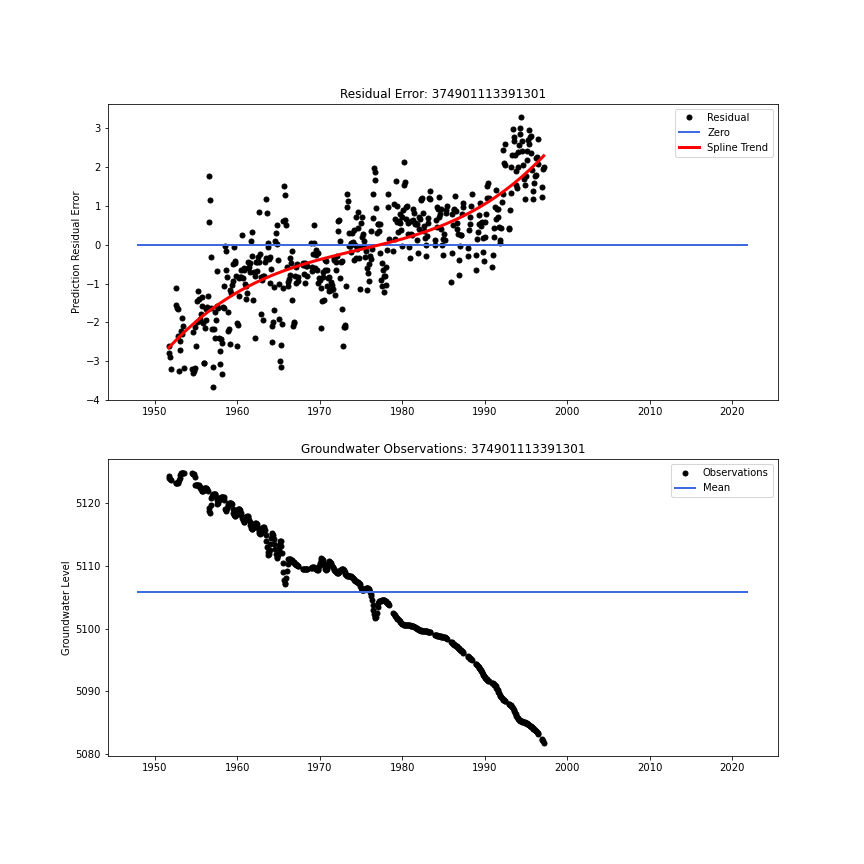 Residual Error: 374901113391301
Prediction Residual Error
3
2
1
0
−1
−2
−3
−4
Residual
Zero
Spline Trend
1950 1960 1970 1980 1990 2000 2010 2020
Groundwater Observations: 374901113391301
Groundwater Level
5120
5110
5100
5090
5080
Observations
Mean
1950 1960 1970 1980 1990 2000 2010 2020